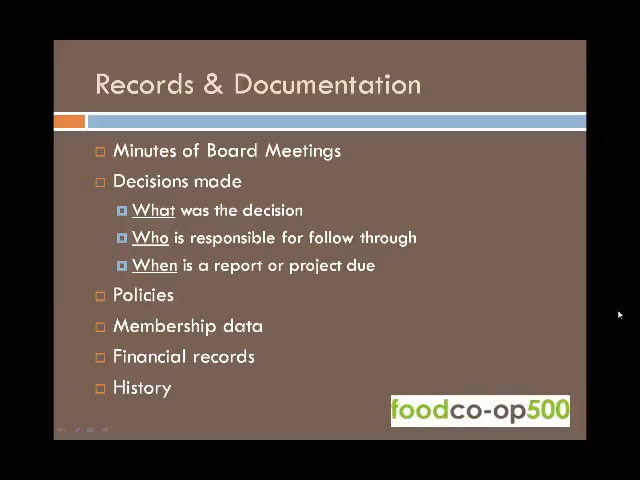 Records & Documentation
Minutes of Board Meetings
Decisions made
What was the decision
Who is responsible for follow through
When is a report or project due
Policies
Membership data
Financial records
History
foodco-op500